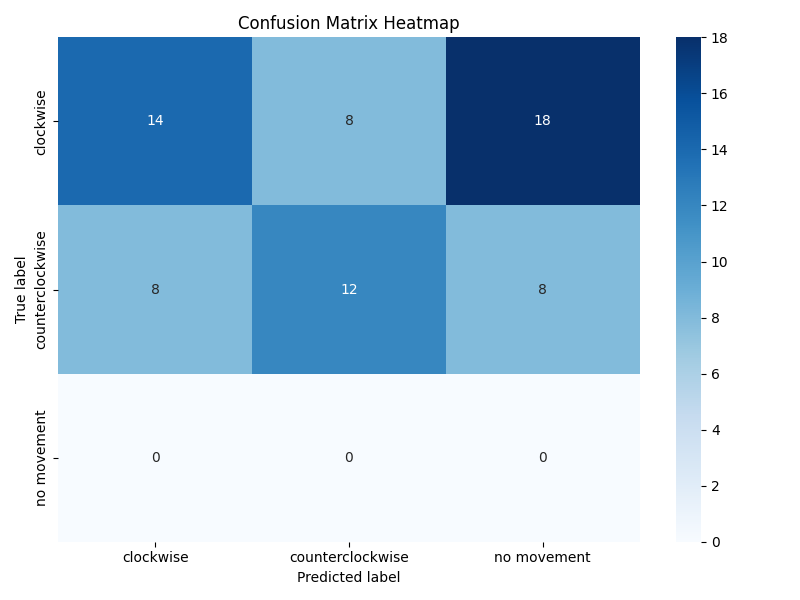 Confusion Matrix Heatmap
clockwise
14
8
18
counterclockwise
8
12
8
no movement
0
0
0
True label
clockwise
counterclockwise
no movement
Predicted label
18
16
14
12
10
8
6
4
2
0